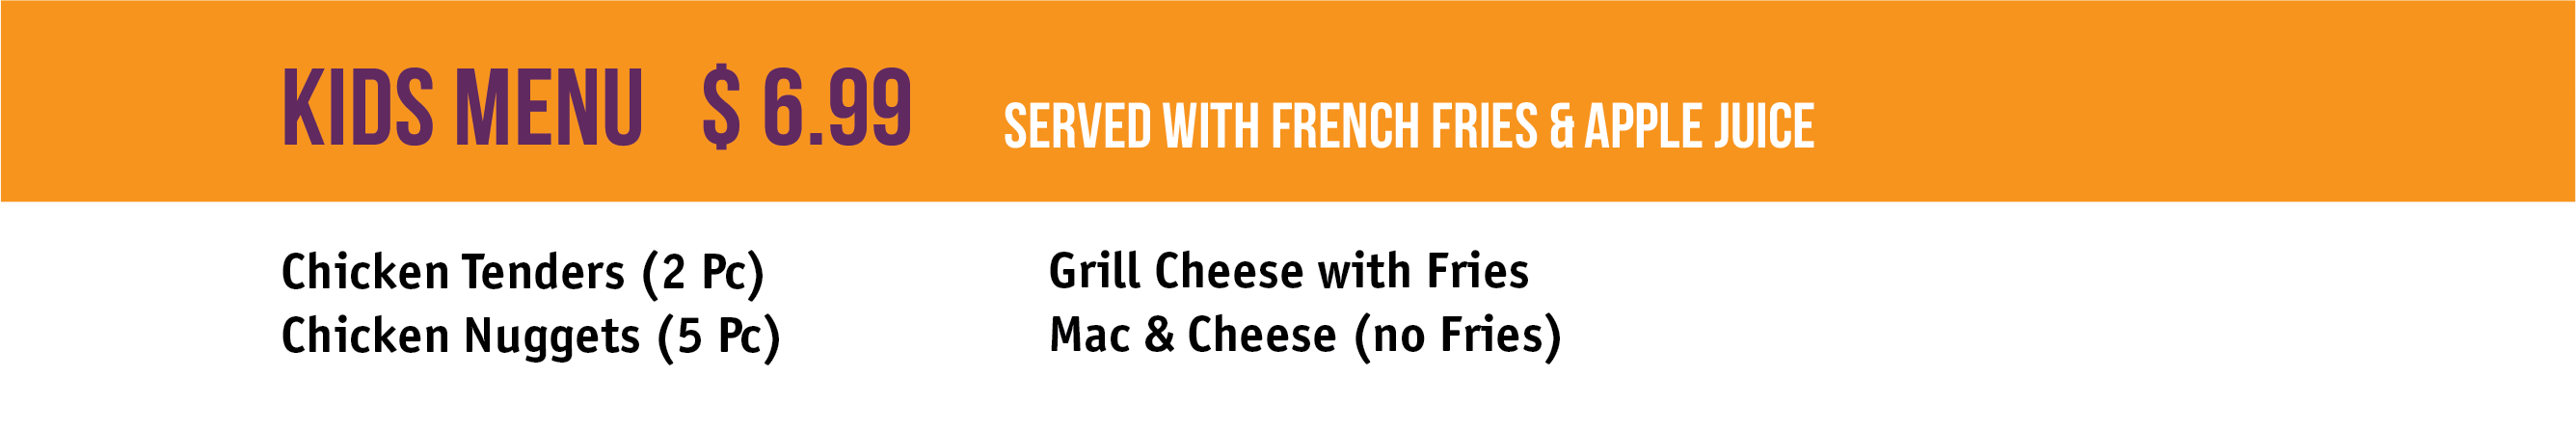 KIDS MENU $ 6.99 SERVED WITH FRENCH FRIES & APPLE JUICE
Chicken Tenders (2 Pc)
Chicken Nuggets (5 Pc)
Grill Cheese with Fries
Mac & Cheese (no Fries)